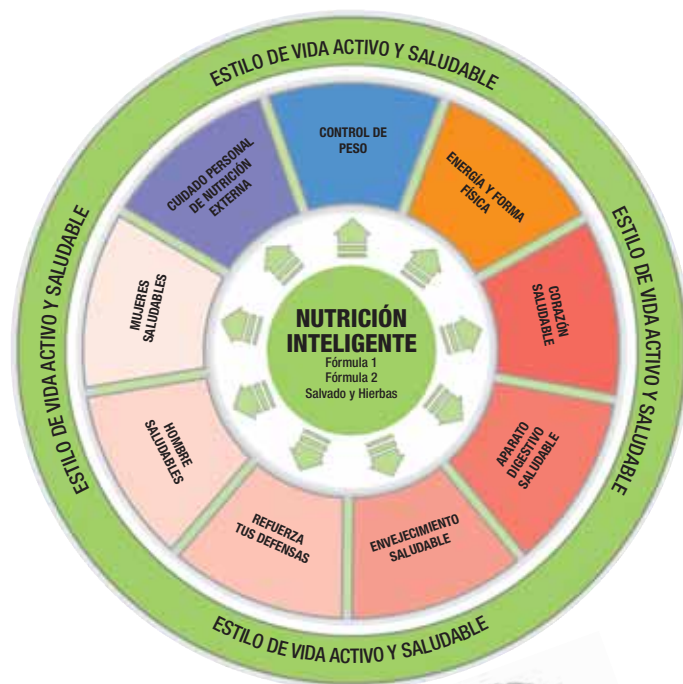 ESTILO DE VIDA ACTIVO Y SALUDABLE
CONTROL DE
PESO
ENERGÍA Y FORMA
FÍSICA
CORAZÓN
SALUDABLE
APARATO
DIGESTIVO
SALUDABLE
ENVEJECIMIENTO
SALUDABLE
REFUERZA
TUS DEFENSAS
HOMBRE
SALUDABLES
MUJERES
SALUDABLES
CUIDADO PERSONAL
DE NUTRICIÓN
EXTERNA
NUTRICIÓN
INTELIGENTE
Fórmula 1
Fórmula 2
Salvado y Hierbas
ESTILO DE VIDA ACTIVO Y SALUDABLE
ESTILO DE VIDA ACTIVO Y SALUDABLE
ESTILO DE VIDA ACTIVO Y SALUDABLE